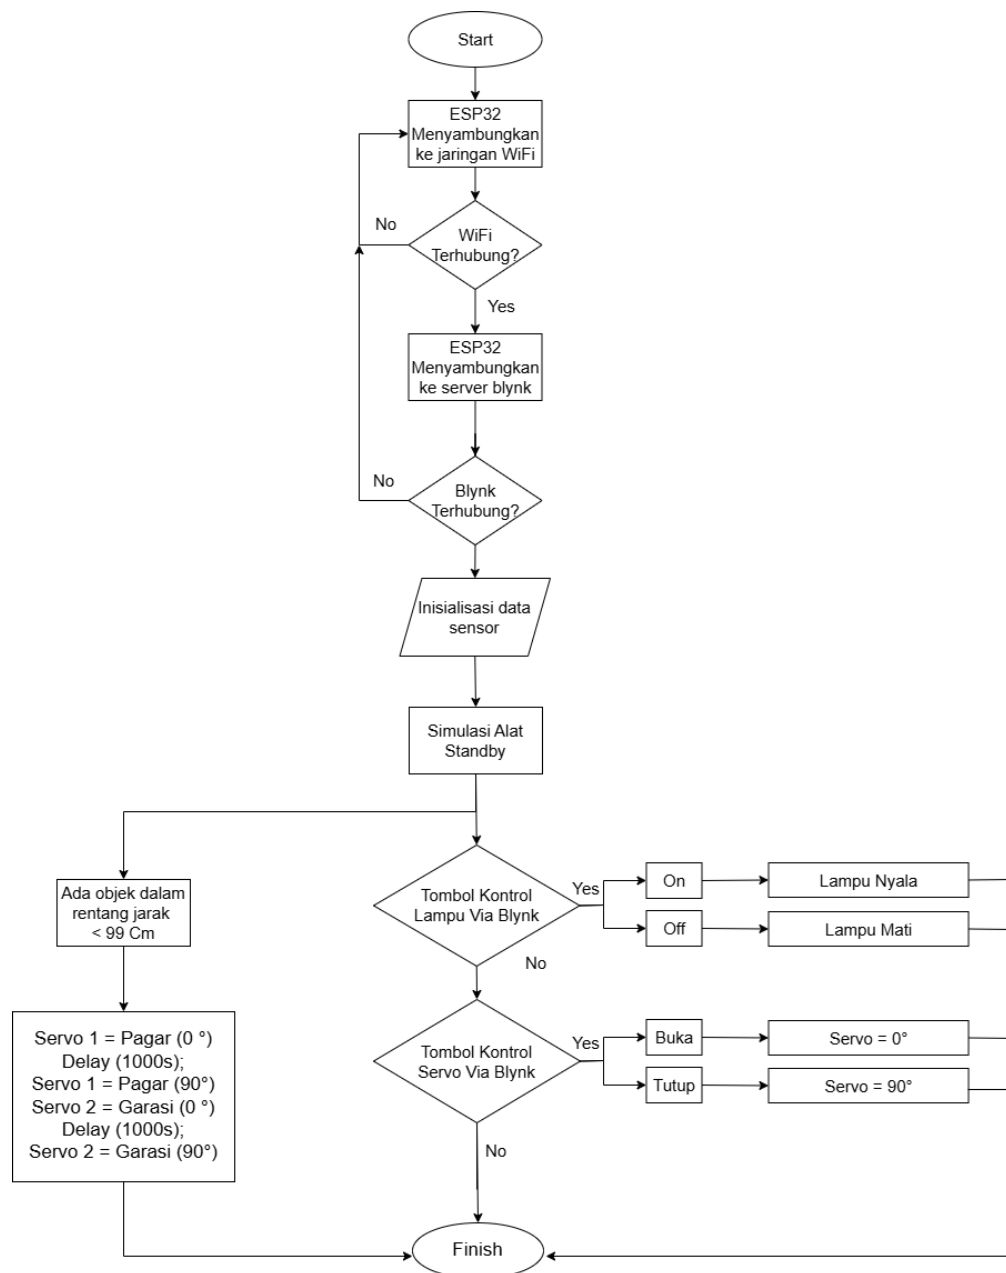 Start
ESP32
Menyambungkan
ke jaringan WiFi
No
WiFi
Terhubung?
Yes
ESP32
Menyambungkan
ke server blynk
No
Blynk
Terhubung?
Inisialisasi data
sensor
Simulasi Alat
Standby
Ada objek dalam
rentang jarak
< 99 Cm
Servo 1 = Pagar (0 °)
Delay (1000s);
Servo 1 = Pagar (90°)
Servo 2 = Garasi (0 °)
Delay (1000s);
Servo 2 = Garasi (90°)
Tombol Kontrol
Lampu Via Blynk
Yes
On
Lampu Nyala
Off
Lampu Mati
No
Tombol Kontrol
Servo Via Blynk
Yes
Buka
Servo = 0°
Tutup
Servo = 90°
No
Finish